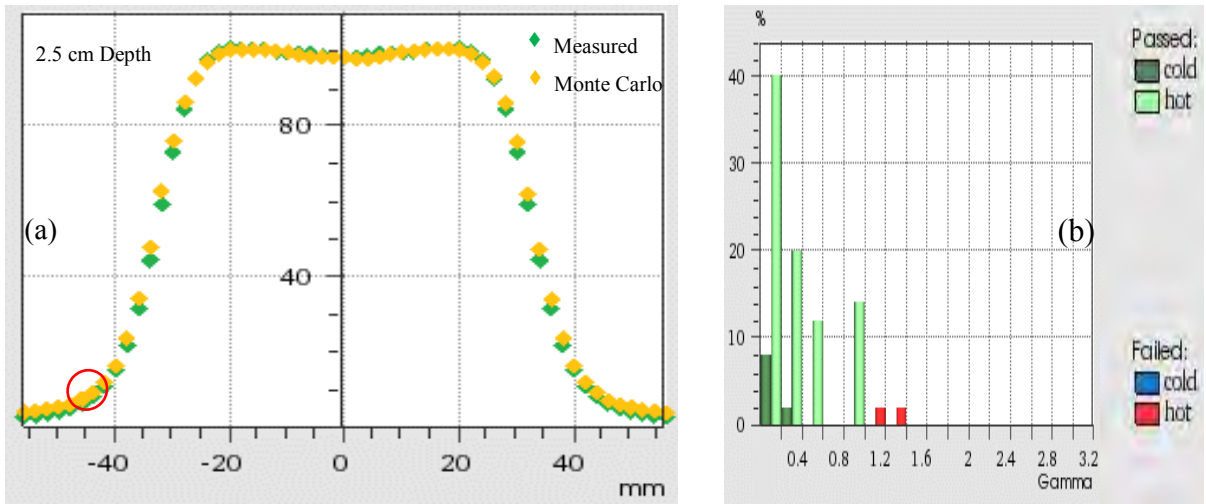 2.5 cm Depth
Measured
Monte Carlo
80
(a)
40
-40
-20
0
20
40
mm
%
40
30
20
10
0
0.4
0.8
1.2
1.6
2
2.4
2.8
3.2
Gamma
(b)
Passed:
cold
hot
Failed:
cold
hot